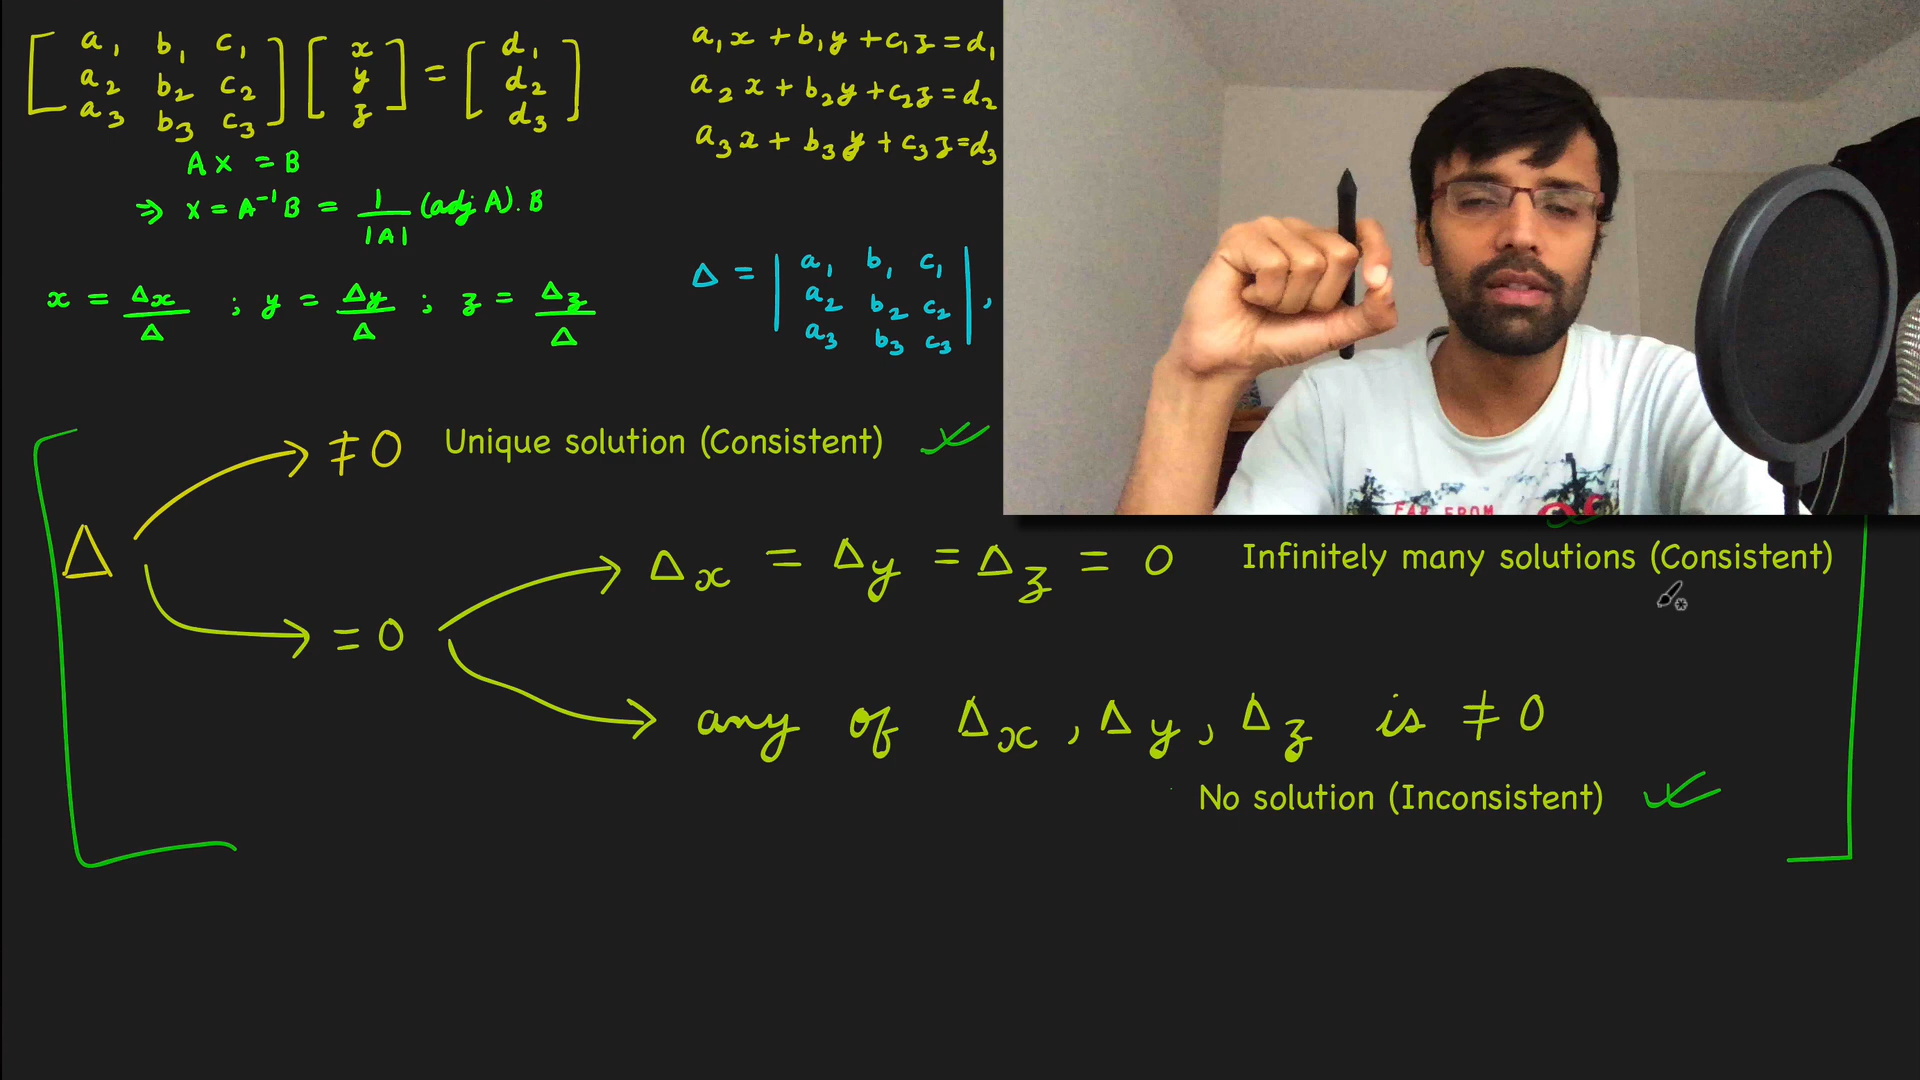 [a₁ b₁ c₁] [x] = [d₁]
[a₂ b₂ c₂] [y] [d₂]
[a₃ b₃ c₃] [z] [d₃]
AX = B
⇒ X = A⁻¹B = 1/|A| (adj A). B
x = Δx/Δ ; y = Δy/Δ ; z = Δz/Δ
a₁x + b₁y + c₁z = d₁
a₂x + b₂y + c₂z = d₂
a₃x + b₃y + c₃z = d₃
Δ = |a₁ b₁ c₁|,
|a₂ b₂ c₂|
|a₃ b₃ c₃|
≠ 0 Unique solution (Consistent)
Δ
= 0
Δx = Δy = Δz = 0 Infinitely many solutions (Consistent)
any of Δx, Δy, Δz is ≠ 0
No solution (Inconsistent)